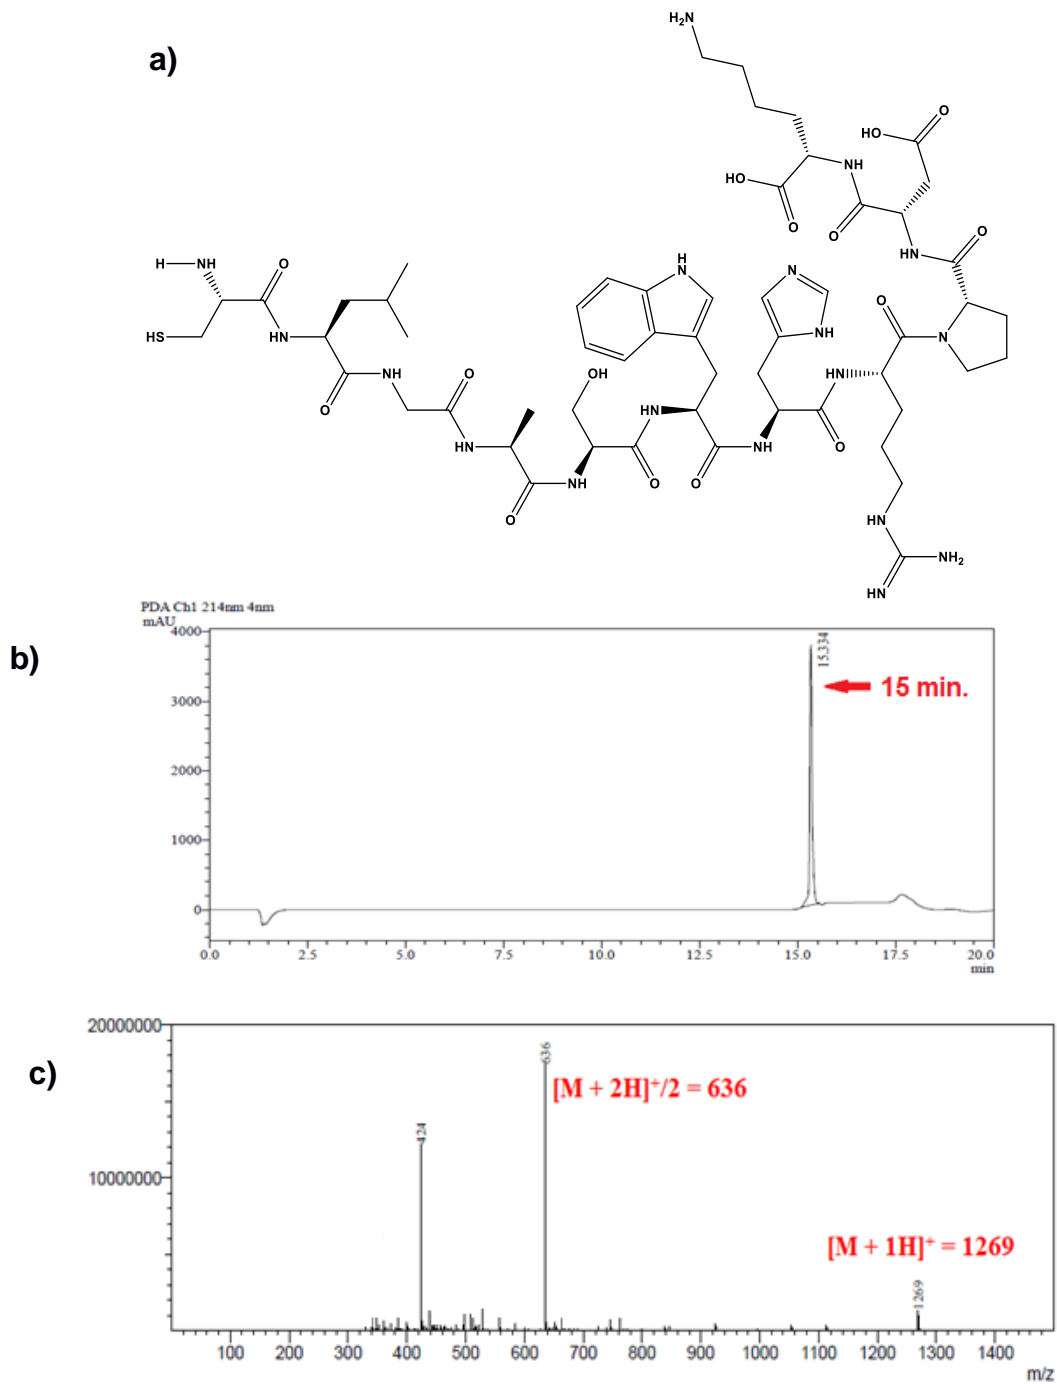 a)
H₂N
HO
O
O
HO
NH
O
O
HN
O
H
NH
O
HS
HN
O
NH
O
HN
O
OH
NH
O
HN
O
H
N
N
NH
NH
O
HN
O
N
O
HN
NH₂
HN
b)
PDA Ch1 214nm 4nm
mAU
4000
3000
2000
1000
0
15.334
15 min.
0.0 2.5 5.0 7.5 10.0 12.5 15.0 17.5 20.0
min
c)
20000000
10000000
424
636
[M + 2H]⁺/2 = 636
[M + 1H]⁺ = 1269
1269
100 200 300 400 500 600 700 800 900 1000 1100 1200 1300 1400
m/z